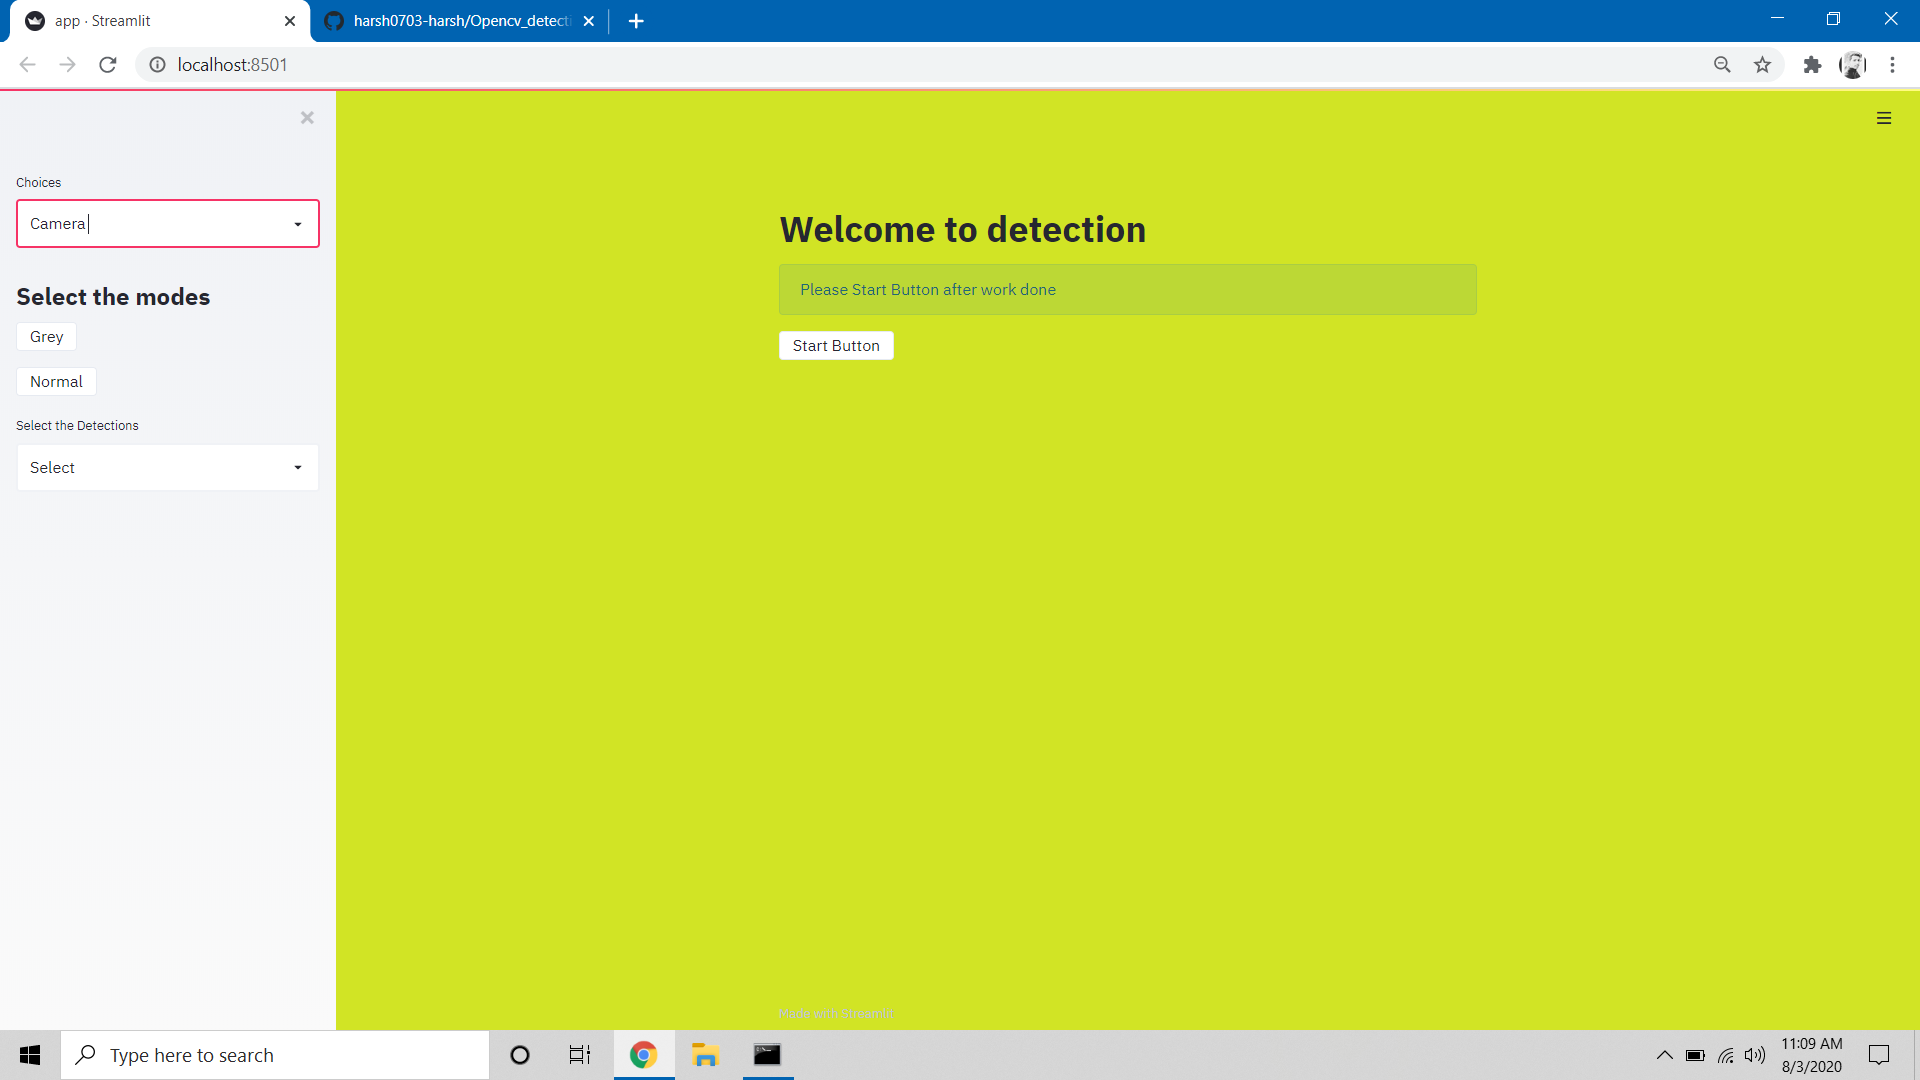 app · Streamlit
harsh0703-harsh/Opencv_detecti
localhost:8501
Choices
Camera
Select the modes
Grey
Normal
Select the Detections
Select
Welcome to detection
Please Start Button after work done
Start Button
Made with Streamlit
Type here to search
11:09 AM
8/3/2020